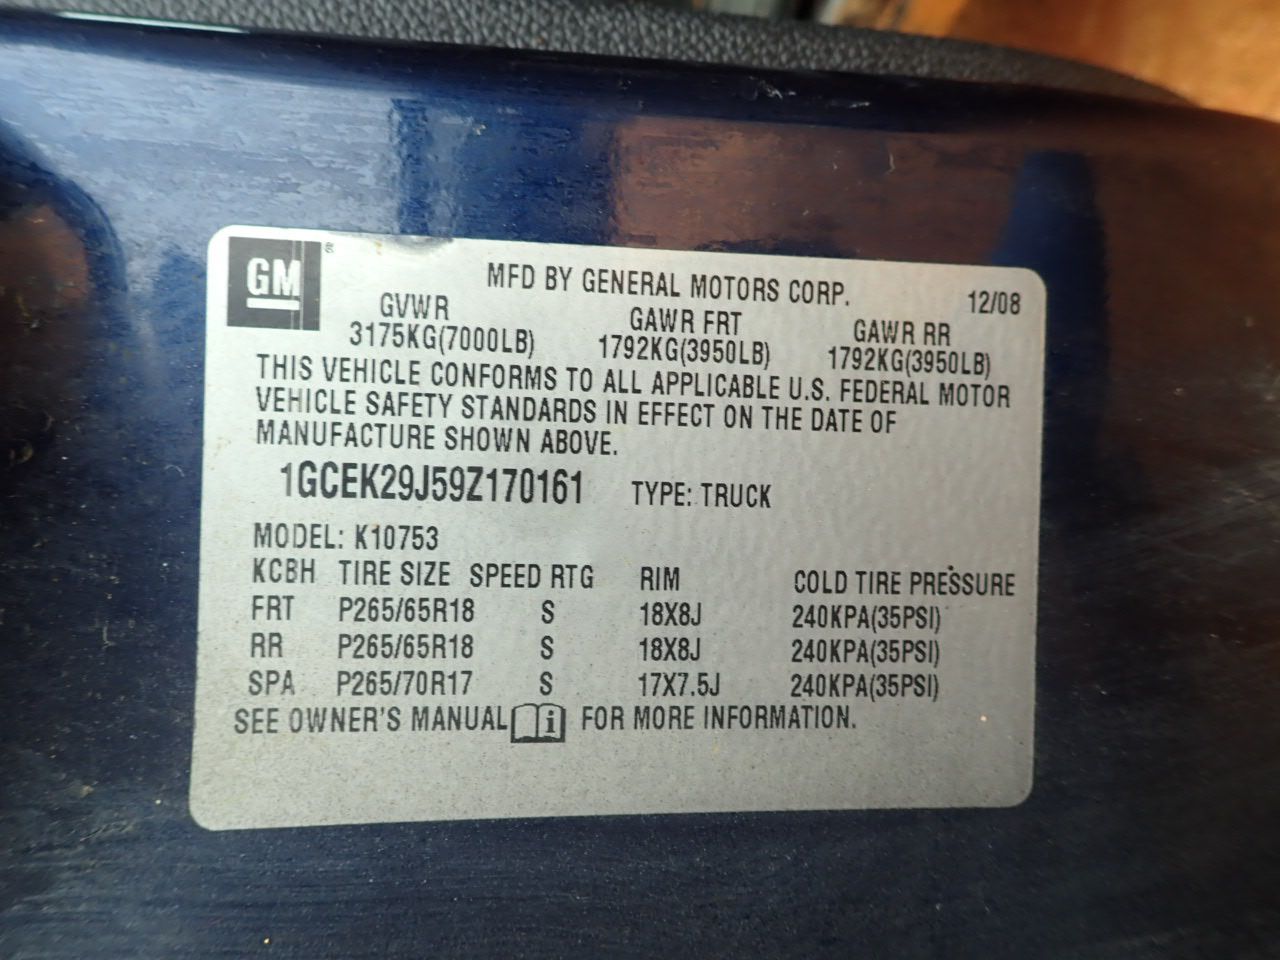 GM ®
MFD BY GENERAL MOTORS CORP. 12/08
GVWR GAWR FRT GAWR RR
3175KG(7000LB) 1792KG(3950LB) 1792KG(3950LB)
THIS VEHICLE CONFORMS TO ALL APPLICABLE U.S. FEDERAL MOTOR
VEHICLE SAFETY STANDARDS IN EFFECT ON THE DATE OF
MANUFACTURE SHOWN ABOVE.
1GCEK29J59Z170161 TYPE: TRUCK
MODEL: K10753
KCBH TIRE SIZE SPEED RTG RIM COLD TIRE PRESSURE
FRT P265/65R18 S 18X8J 240KPA(35PSI)
RR P265/65R18 S 18X8J 240KPA(35PSI)
SPA P265/70R17 S 17X7.5J 240KPA(35PSI)
SEE OWNER'S MANUAL i FOR MORE INFORMATION.